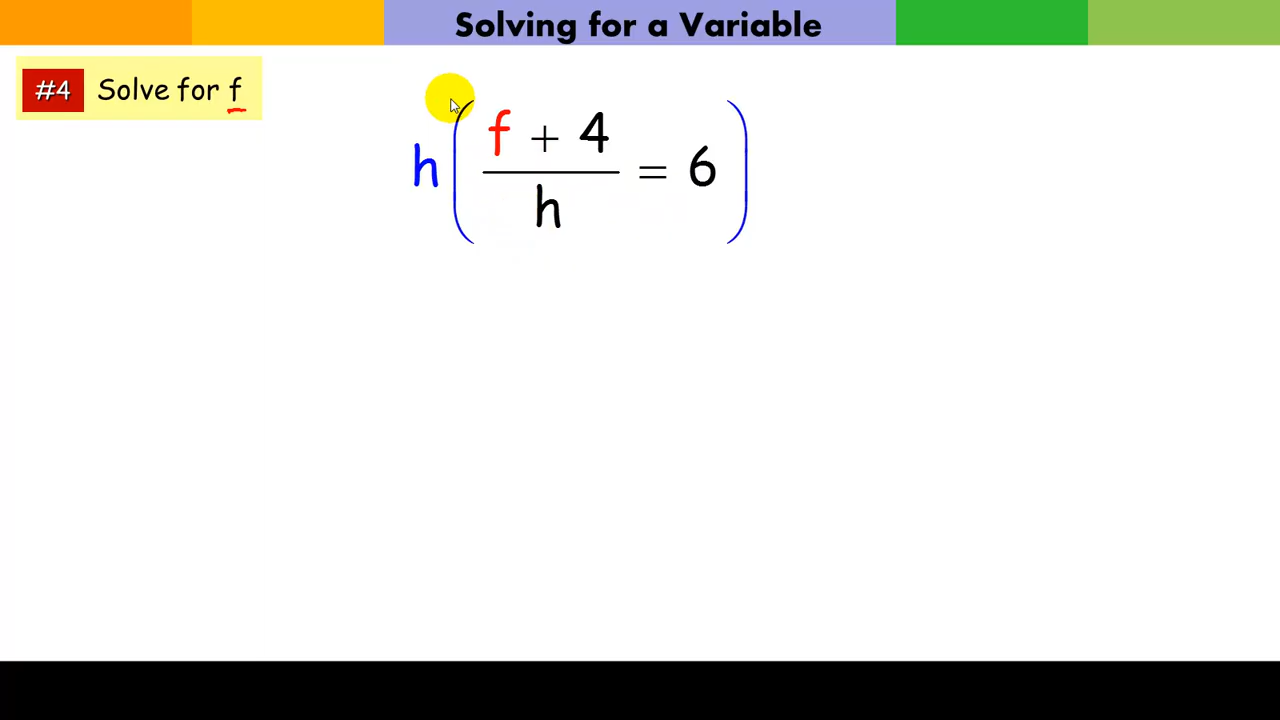 Solving for a Variable
#4 Solve for f
h( (f + 4)/h = 6 )